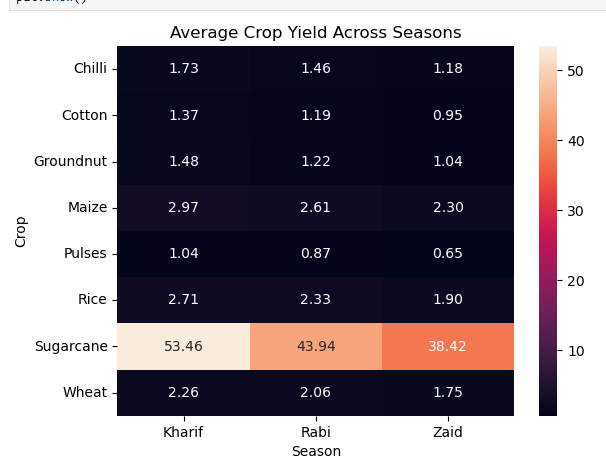 Average Crop Yield Across Seasons
Chilli 1.73 1.46 1.18
Cotton 1.37 1.19 0.95
Groundnut 1.48 1.22 1.04
Maize 2.97 2.61 2.30
Pulses 1.04 0.87 0.65
Rice 2.71 2.33 1.90
Sugarcane 53.46 43.94 38.42
Wheat 2.26 2.06 1.75
Kharif Rabi Zaid
Season
Crop
50
40
30
20
10